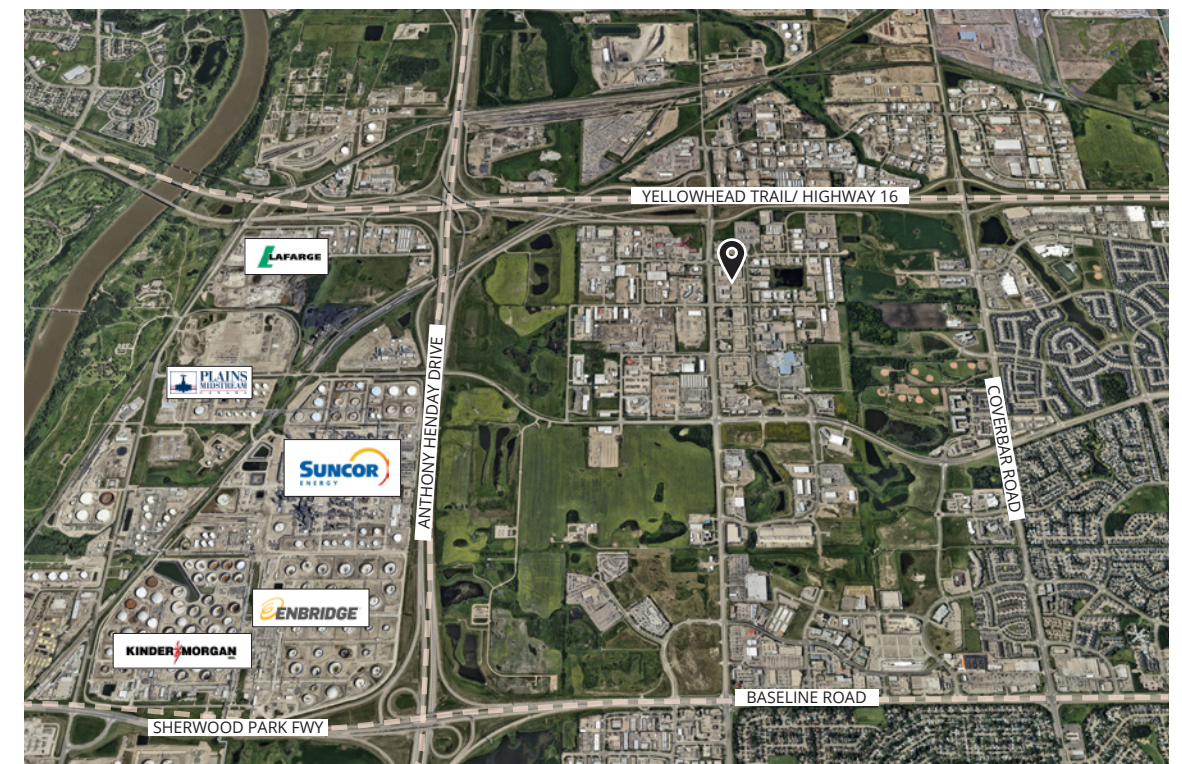 YELLOWHEAD TRAIL/ HIGHWAY 16
LAFARGE
ANTHONY HENDAY DRIVE
PLAINS
MIDSTREAM
CANADA
COVERBAR ROAD
SUNCOR
ENERGY
ENBRIDGE
KINDER MORGAN
INC.
BASELINE ROAD
SHERWOOD PARK FWY